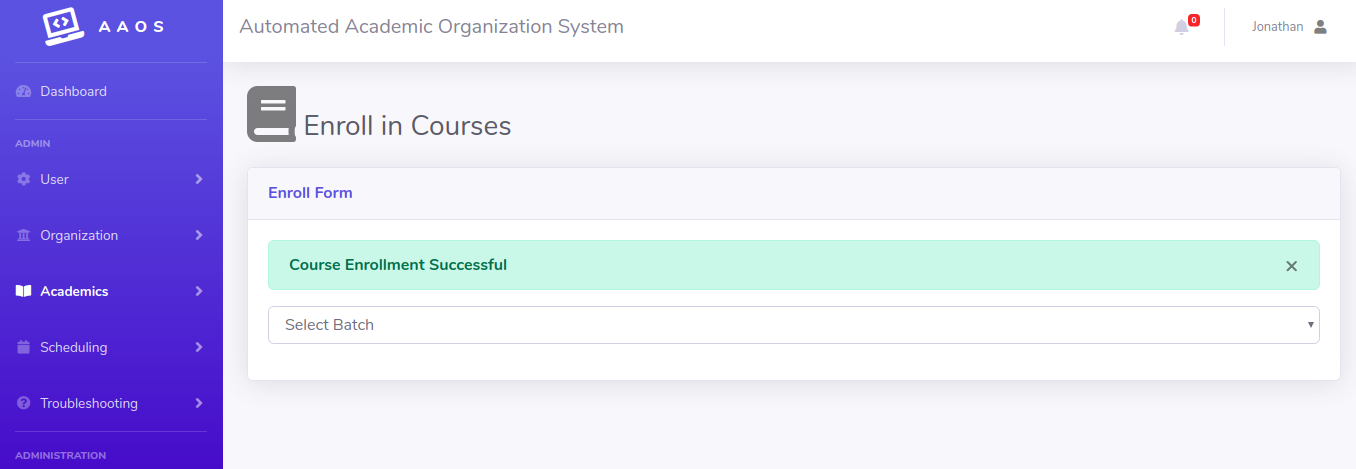 AAOS
Automated Academic Organization System
0
Jonathan
Dashboard
ADMIN
User
Organization
Academics
Scheduling
Troubleshooting
ADMINISTRATION
Enroll in Courses
Enroll Form
Course Enrollment Successful
×
Select Batch